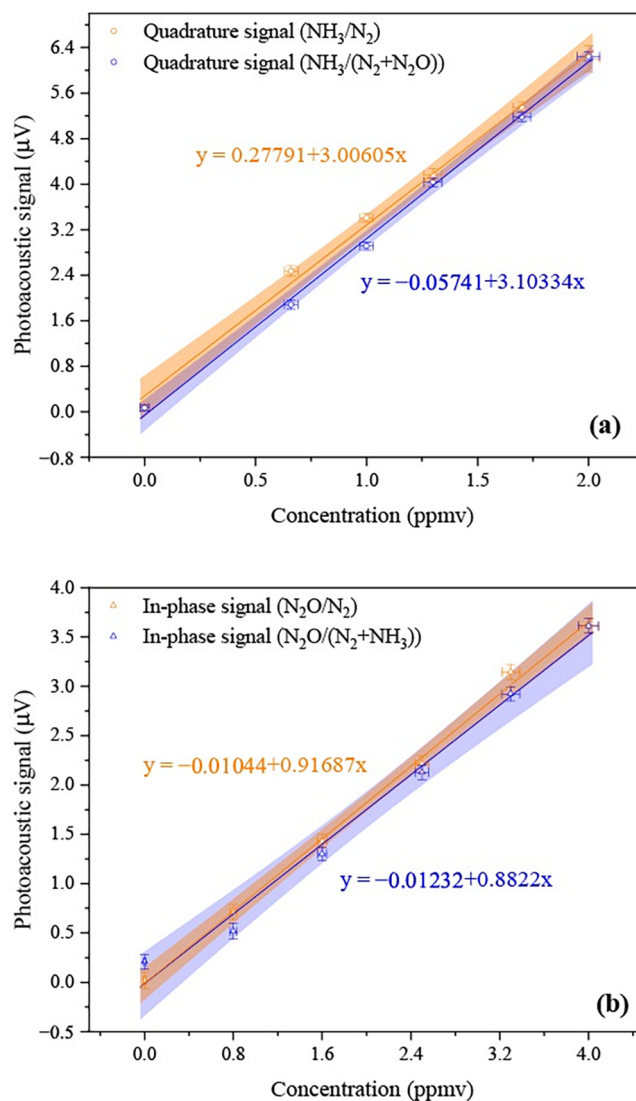 Quadrature signal (NH₃/N₂)
Quadrature signal (NH₃/(N₂+N₂O))
y = 0.27791+3.00605x
y = −0.05741+3.10334x
Photoacoustic signal (µV)
6.4
5.6
4.8
4.0
3.2
2.4
1.6
0.8
0.0
−0.8
(a)
0.0 0.5 1.0 1.5 2.0
Concentration (ppmv)
In-phase signal (N₂O/N₂)
In-phase signal (N₂O/(N₂+NH₃))
y = −0.01044+0.91687x
y = −0.01232+0.8822x
Photoacoustic signal (µV)
4.0
3.5
3.0
2.5
2.0
1.5
1.0
0.5
0.0
−0.5
(b)
0.0 0.8 1.6 2.4 3.2 4.0
Concentration (ppmv)